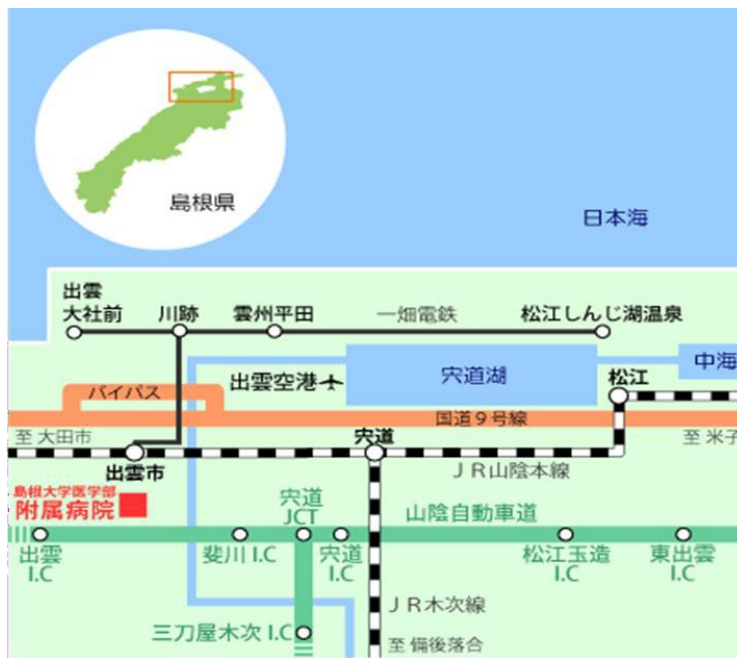 島根県
日本海
出雲
大社前
川跡
雲州平田
一畑電鉄
松江しんじ湖温泉
出雲空港
宍道湖
中海
松江
バイパス
国道9号線
至 大田市
宍道
至 米子
出雲市
JR山陰本線
島根大学医学部
附属病院
宍道
JCT
山陰自動車道
出雲
I.C
斐川 I.C
宍道
I.C
松江玉造
I.C
東出雲
I.C
JR木次線
三刀屋木次 I.C
至 備後落合